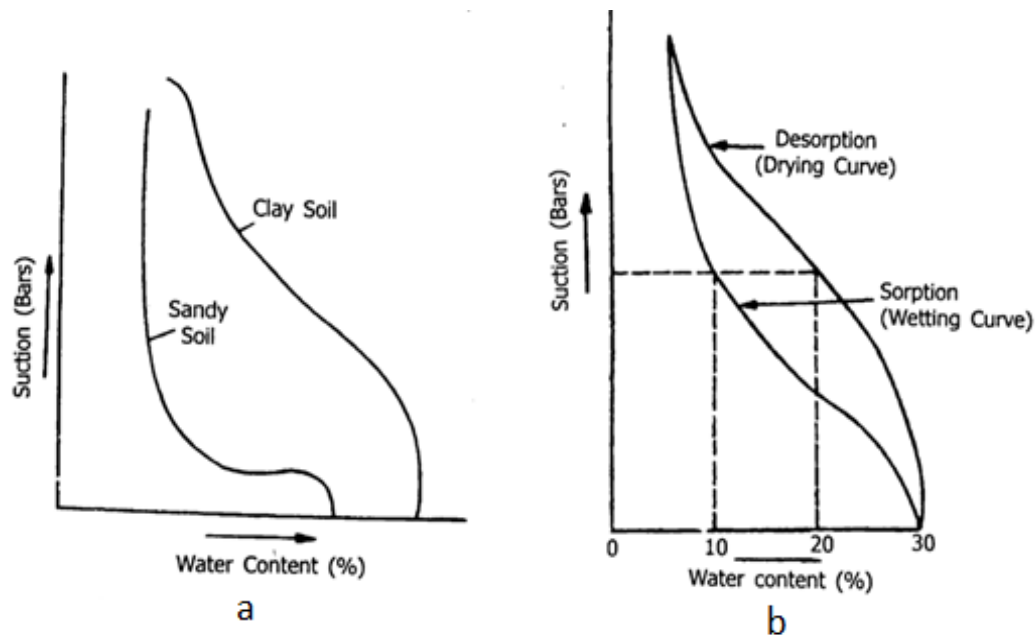 Suction (Bars)
Clay Soil
Sandy
Soil
Water Content (%)
a
Suction (Bars)
Desorption
(Drying Curve)
Sorption
(Wetting Curve)
0 10 20 30
Water content (%)
b